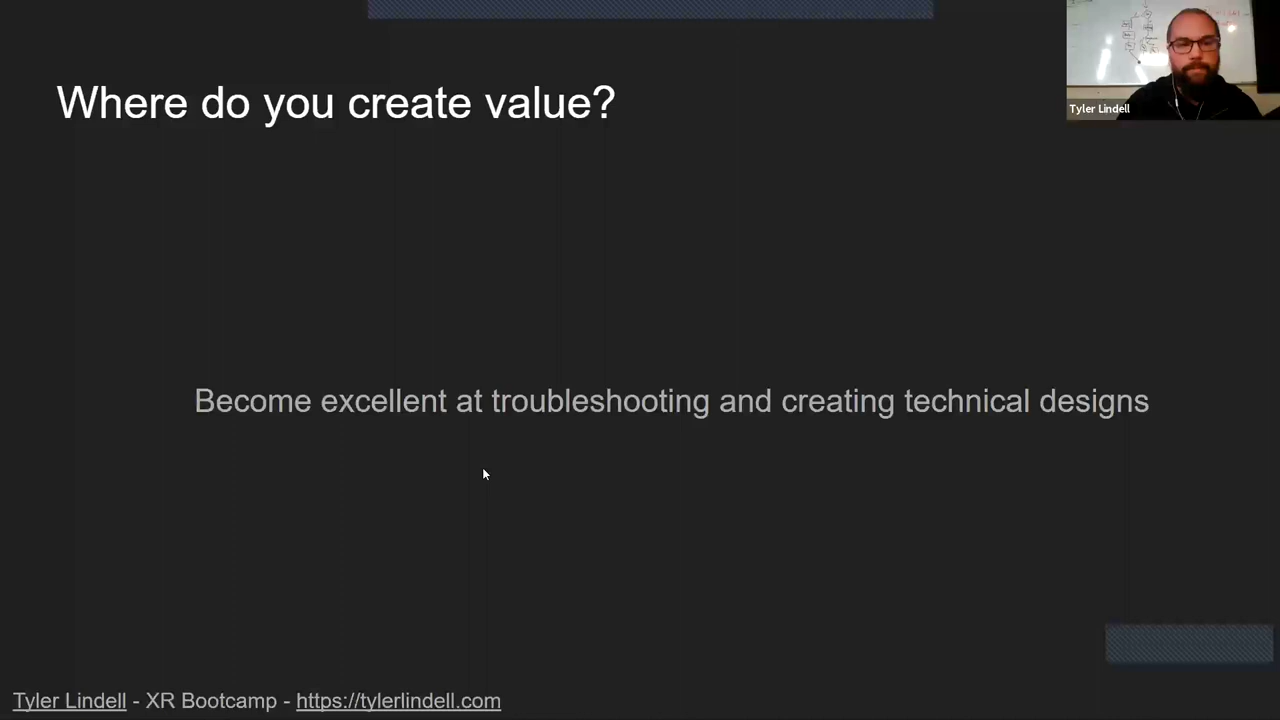 Where do you create value?
Tyler Lindell
Become excellent at troubleshooting and creating technical designs
Tyler Lindell - XR Bootcamp - https://tylerlindell.com